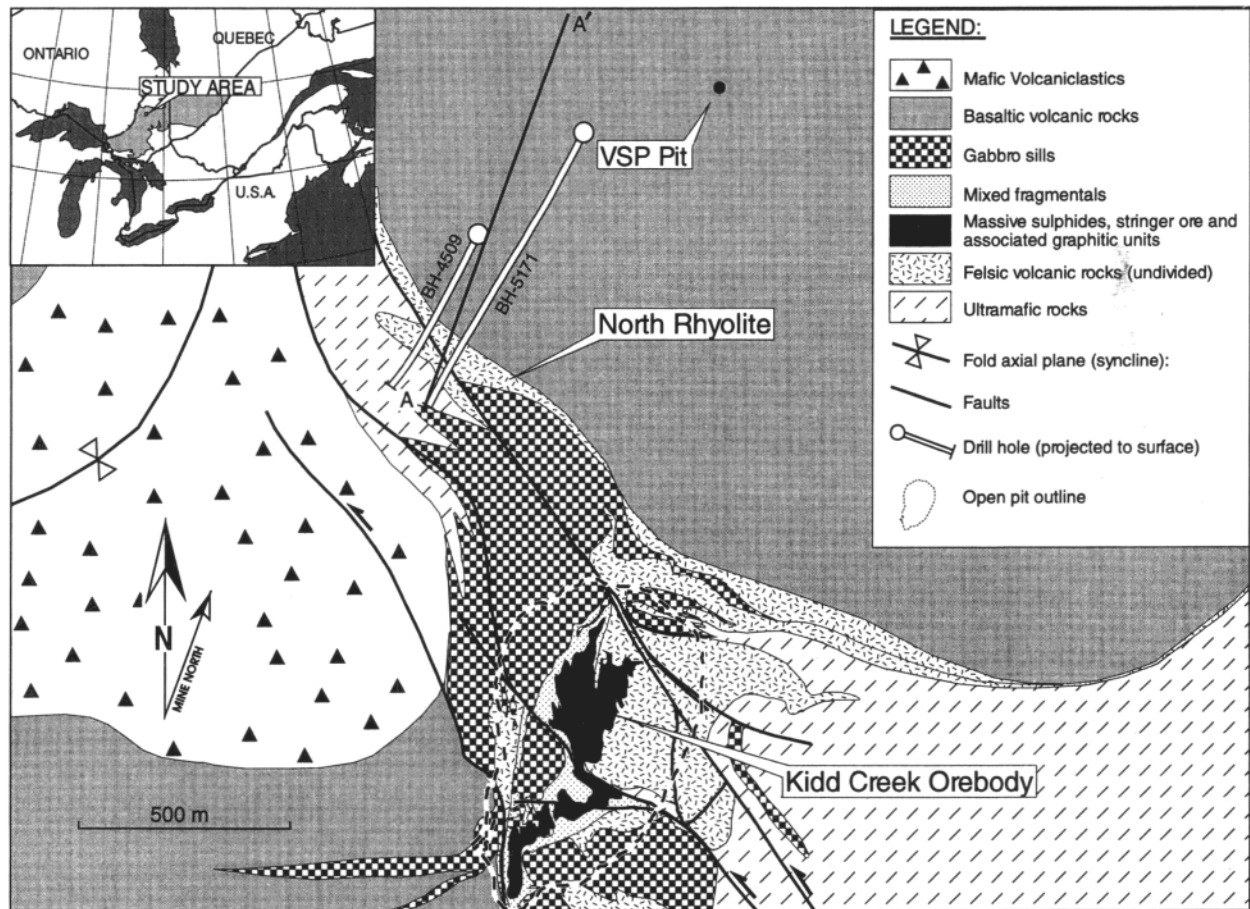 ONTARIO
QUEBEC
STUDY AREA
U.S.A.
A'
VSP Pit
BH-4509
BH-5171
North Rhyolite
A
N
MINE NORTH
Kidd Creek Orebody
500 m
LEGEND:
Mafic Volcaniclastics
Basaltic volcanic rocks
Gabbro sills
Mixed fragmentals
Massive sulphides, stringer ore and
associated graphitic units
Felsic volcanic rocks (undivided)
Ultramafic rocks
Fold axial plane (syncline):
Faults
Drill hole (projected to surface)
Open pit outline